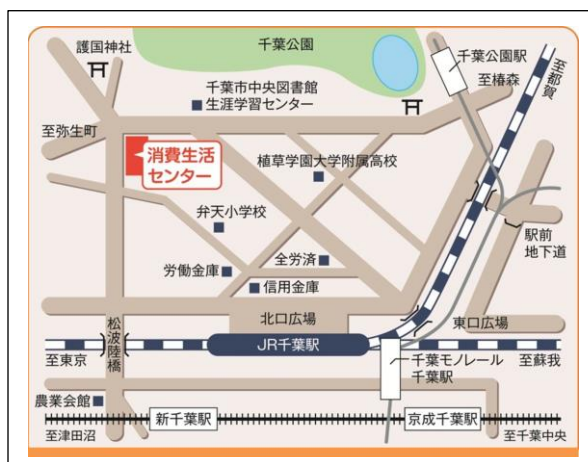 護国神社
千葉公園
千葉公園駅
至椿森
至都賀
千葉市中央図書館
生涯学習センター
至弥生町
消費生活
センター
植草学園大学附属高校
弁天小学校
駅前
地下道
労働金庫
全労済
信用金庫
松波陸橋
北口広場
東口広場
JR千葉駅
至東京
千葉モノレール
千葉駅
至蘇我
農業会館
新千葉駅
京成千葉駅
至津田沼
至千葉中央